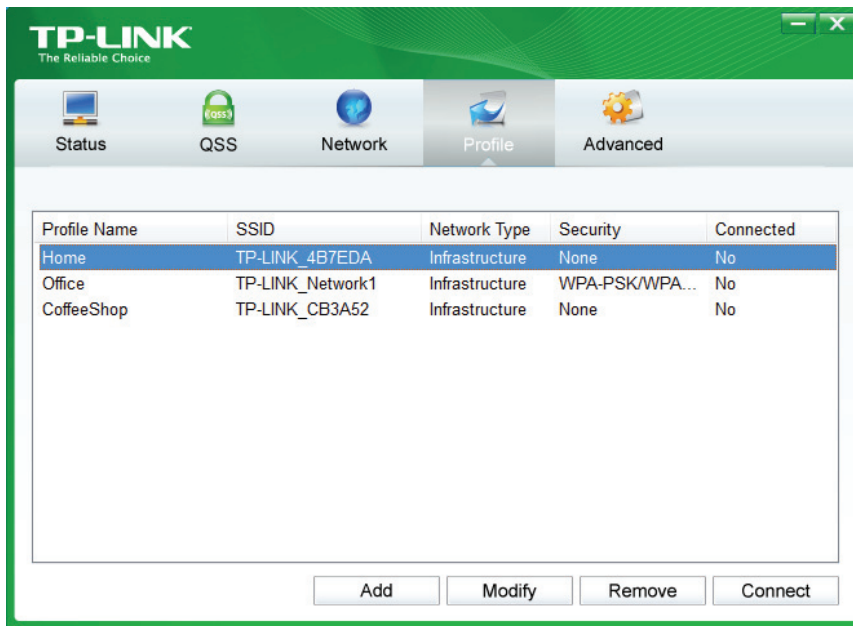 TP-LINK
The Reliable Choice
Status QSS Network Profile Advanced
Profile Name SSID Network Type Security Connected
Home TP-LINK_4B7EDA Infrastructure None No
Office TP-LINK_Network1 Infrastructure WPA-PSK/WPA... No
CoffeeShop TP-LINK_CB3A52 Infrastructure None No
Add Modify Remove Connect